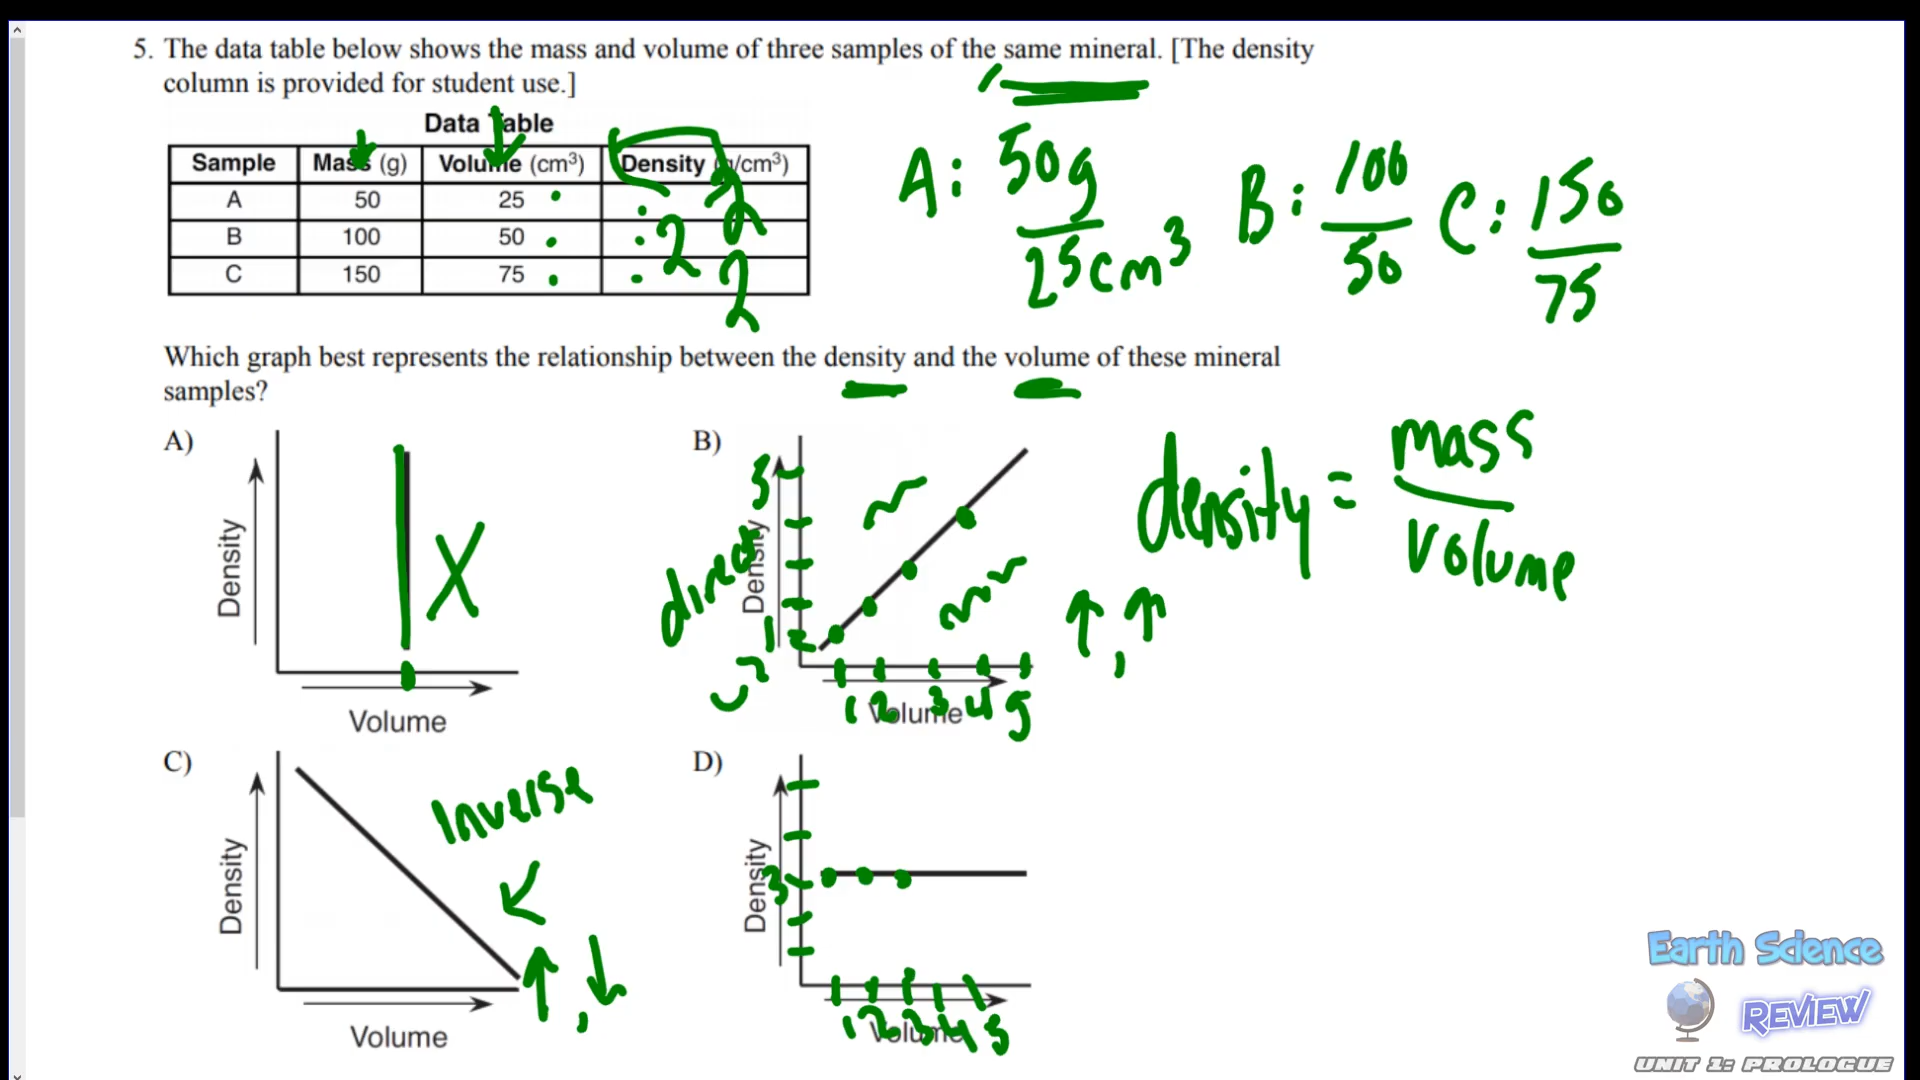 5. The data table below shows the mass and volume of three samples of the same mineral. [The density
column is provided for student use.]
Data Table
Sample Mass (g) Volume (cm³) Density (g/cm³)
A 50 25 2
B 100 50 2
C 150 75 2
A: 50g
25cm³
B: 100
50
C: 150
75
Which graph best represents the relationship between the density and the volume of these mineral
samples?
A)
Density
X
Volume
B)
5
Density
direct
1
1 2 3 4 5
Volume
density = mass
volume
↑, ↑
C)
Density
Inverse
↑, ↓
Volume
D)
Density
3
1 2 3 4 5
Volume
Earth Science
REVIEW
UNIT 1: PROLOGUE